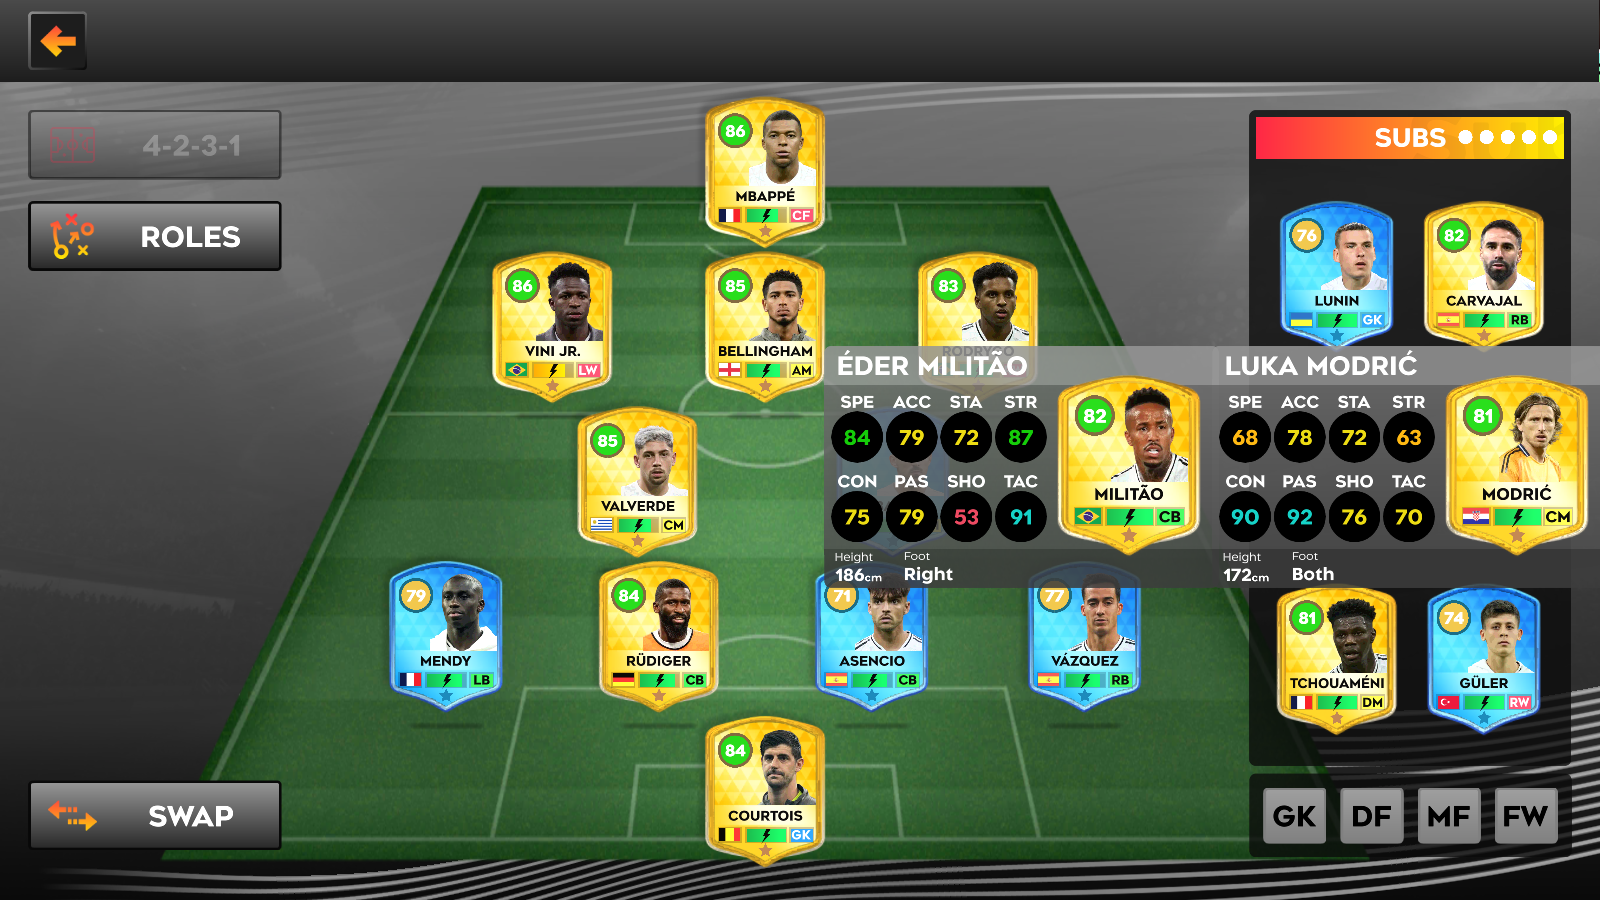 4-2-3-1
ROLES
86
MBAPPÉ
CF
86
VINI JR.
LW
85
BELLINGHAM
AM
83
RODRYGO
85
VALVERDE
CM
79
MENDY
LB
84
RÜDIGER
CB
71
ASENCIO
CB
77
VÁZQUEZ
RB
84
COURTOIS
GK
SUBS
76
LUNIN
GK
82
CARVAJAL
RB
ÉDER MILITÃO
SPE ACC STA STR
84 79 72 87
CON PAS SHO TAC
75 79 53 91
Height Foot
186cm Right
82
MILITÃO
CB
LUKA MODRIĆ
SPE ACC STA STR
68 78 72 63
CON PAS SHO TAC
90 92 76 70
Height Foot
172cm Both
81
MODRIĆ
CM
81
TCHOUAMÉNI
DM
74
GÜLER
RW
SWAP
GK DF MF FW